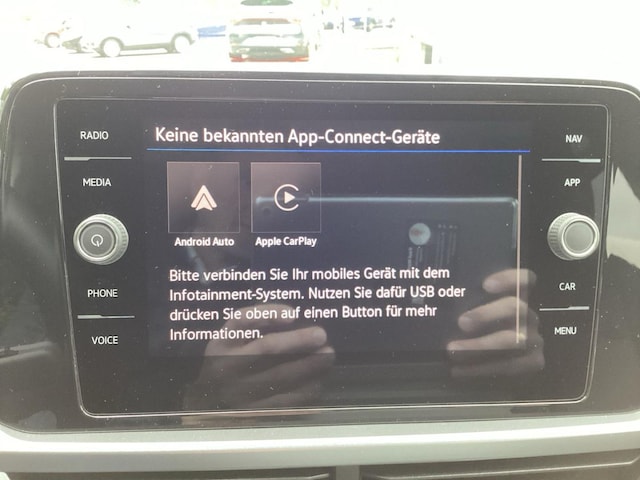 RADIO
MEDIA
PHONE
VOICE
Keine bekannten App-Connect-Geräte
Android Auto
Apple CarPlay
Bitte verbinden Sie Ihr mobiles Gerät mit dem
Infotainment-System. Nutzen Sie dafür USB oder
drücken Sie oben auf einen Button für mehr
Informationen.
NAV
APP
CAR
MENU